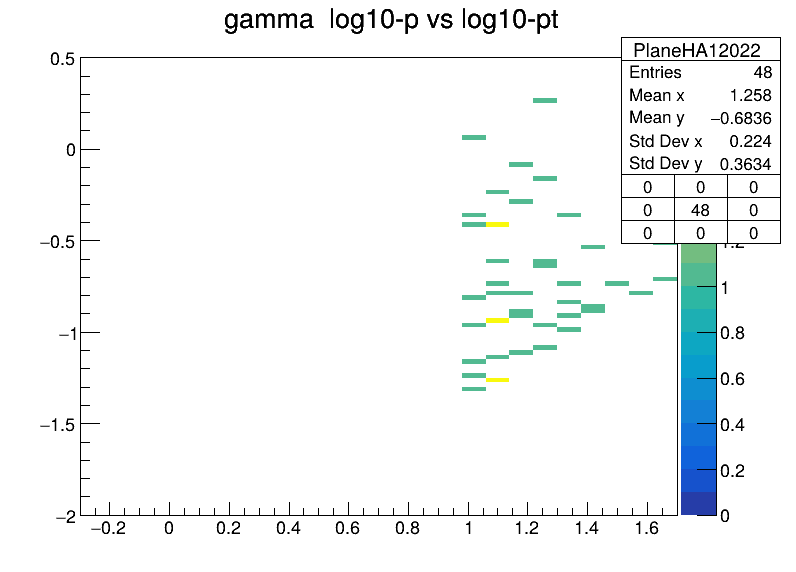 gamma  log10-p vs log10-pt
PlaneHA12022
Entries 48
Mean x 1.258
Mean y −0.6836
Std Dev x 0.224
Std Dev y 0.3634
0 0 0
0 48 0
0 0 0
0.5
0
−0.5
−1
−1.5
−2
−0.2 0 0.2 0.4 0.6 0.8 1 1.2 1.4 1.6
1.2
1
0.8
0.6
0.4
0.2
0